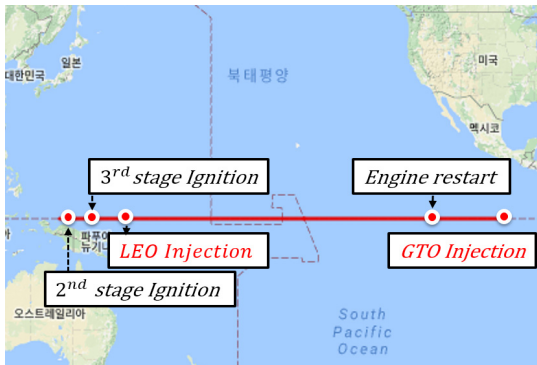 일본
대한민국
북태평양
미국
멕시코
3rd stage Ignition
Engine restart
파푸아
뉴기니
LEO Injection
GTO Injection
2nd stage Ignition
오스트레일리아
South
Pacific
Ocean